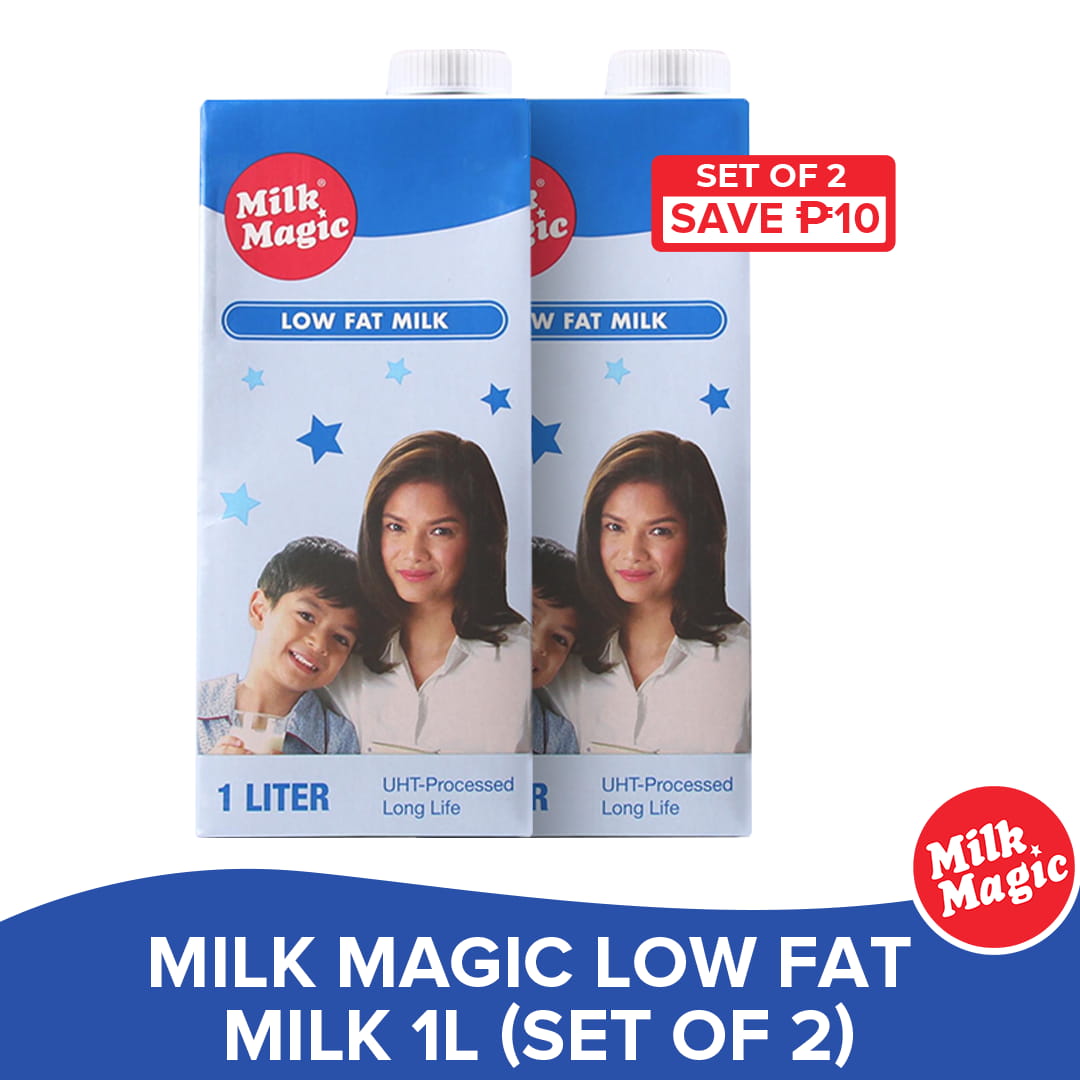 Milk®
Magic
LOW FAT MILK
1 LITER
UHT-Processed
Long Life
ic
W FAT MILK
R
UHT-Processed
Long Life
SET OF 2
SAVE ₱10
Milk
Magic
MILK MAGIC LOW FAT
MILK 1L (SET OF 2)